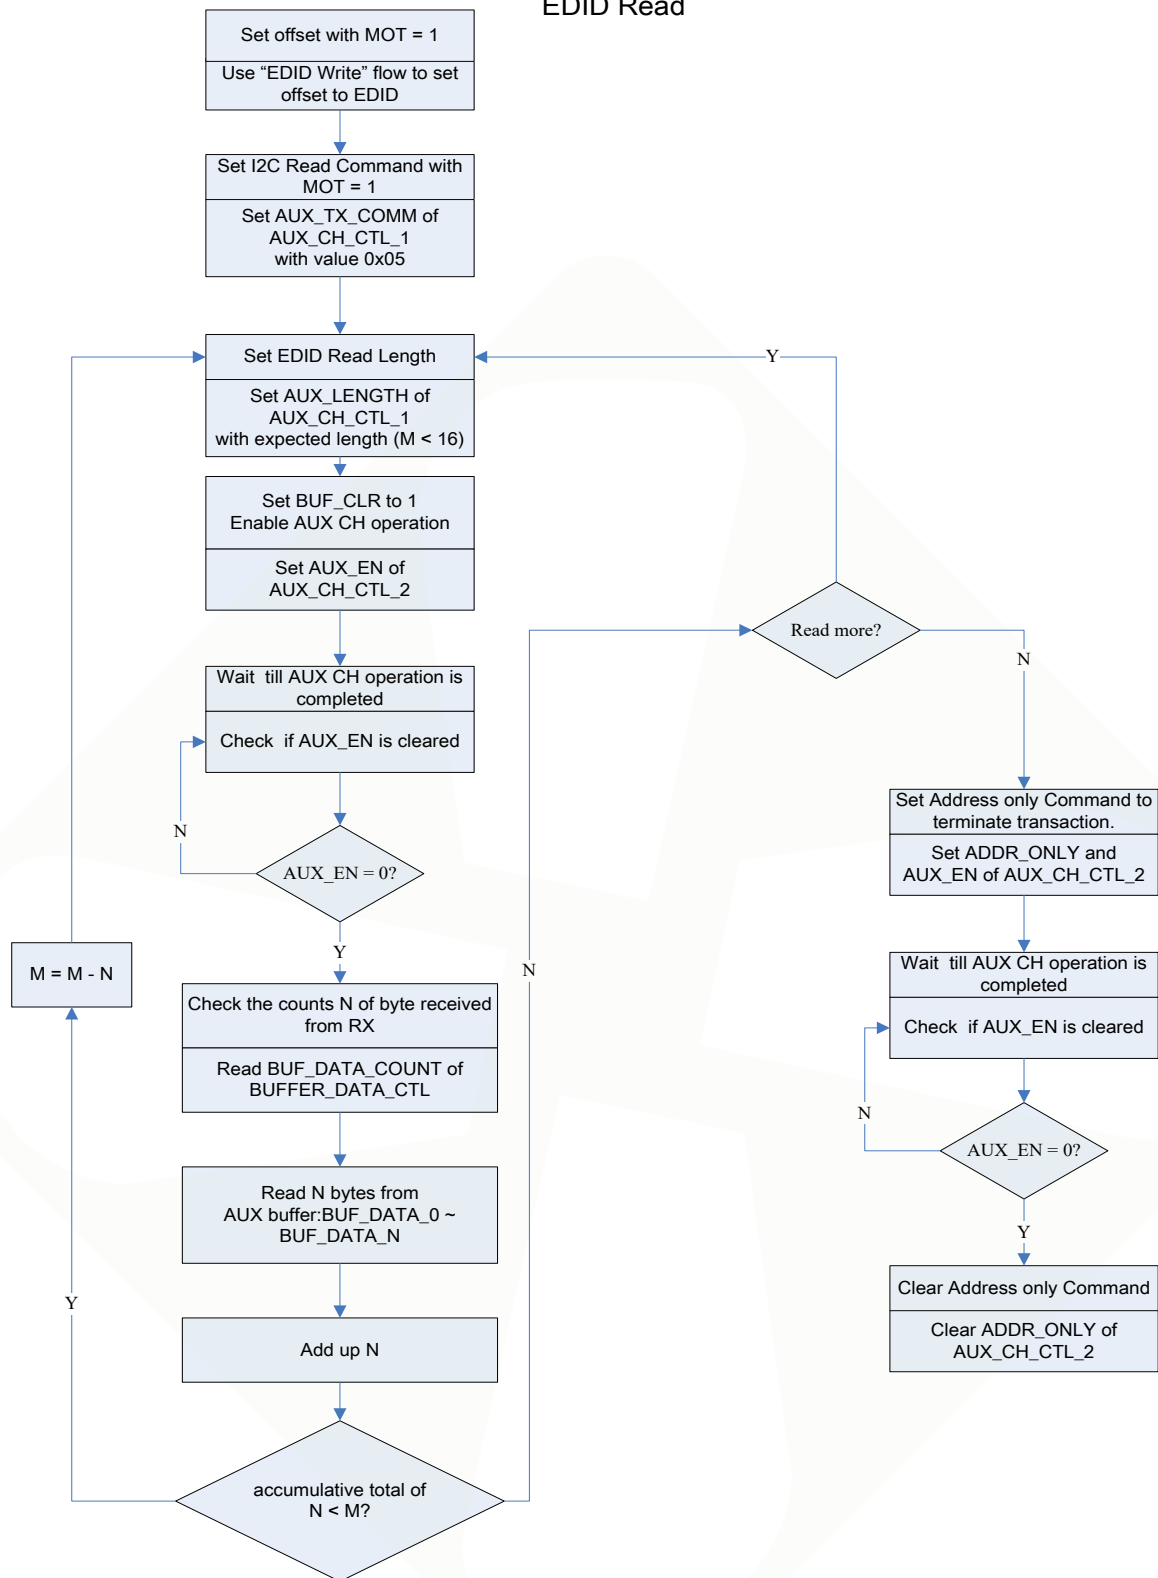 EDID Read
Set offset with MOT = 1
Use “EDID Write” flow to set
offset to EDID
Set I2C Read Command with
MOT = 1
Set AUX_TX_COMM of
AUX_CH_CTL_1
with value 0x05
Set EDID Read Length
Set AUX_LENGTH of
AUX_CH_CTL_1
with expected length (M < 16)
Y
Set BUF_CLR to 1
Enable AUX CH operation
Set AUX_EN of
AUX_CH_CTL_2
Read more?
N
Wait till AUX CH operation is
completed
Check if AUX_EN is cleared
N
AUX_EN = 0?
Y
M = M - N
N
Check the counts N of byte received
from RX
Read BUF_DATA_COUNT of
BUFFER_DATA_CTL
Read N bytes from
AUX buffer:BUF_DATA_0 ~
BUF_DATA_N
Y
Add up N
accumulative total of
N < M?
Set Address only Command to
terminate transaction.
Set ADDR_ONLY and
AUX_EN of AUX_CH_CTL_2
Wait till AUX CH operation is
completed
Check if AUX_EN is cleared
N
AUX_EN = 0?
Y
Clear Address only Command
Clear ADDR_ONLY of
AUX_CH_CTL_2